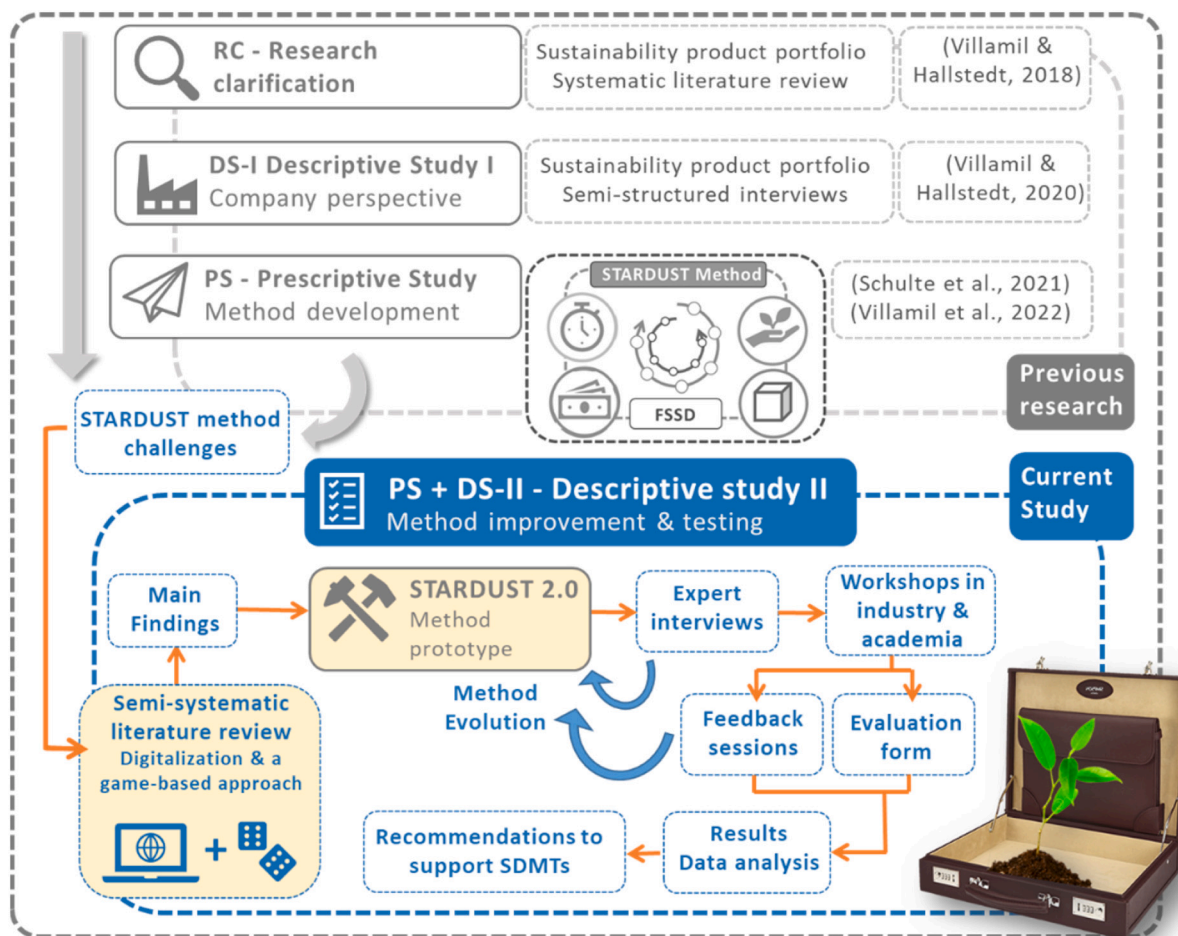 RC - Research
clarification
Sustainability product portfolio
Systematic literature review
(Villamil &
Hallstedt, 2018)
DS-I Descriptive Study I
Company perspective
Sustainability product portfolio
Semi-structured interviews
(Villamil &
Hallstedt, 2020)
PS - Prescriptive Study
Method development
STARDUST Method
FSSD
(Schulte et al., 2021)
(Villamil et al., 2022)
Previous
research
STARDUST method
challenges
PS + DS-II - Descriptive study II
Method improvement & testing
Current
Study
Main
Findings
STARDUST 2.0
Method
prototype
Expert
interviews
Workshops in
industry &
academia
Method
Evolution
Feedback
sessions
Evaluation
form
Semi-systematic
literature review
Digitalization & a
game-based approach
Recommendations to
support SDMTs
Results
Data analysis